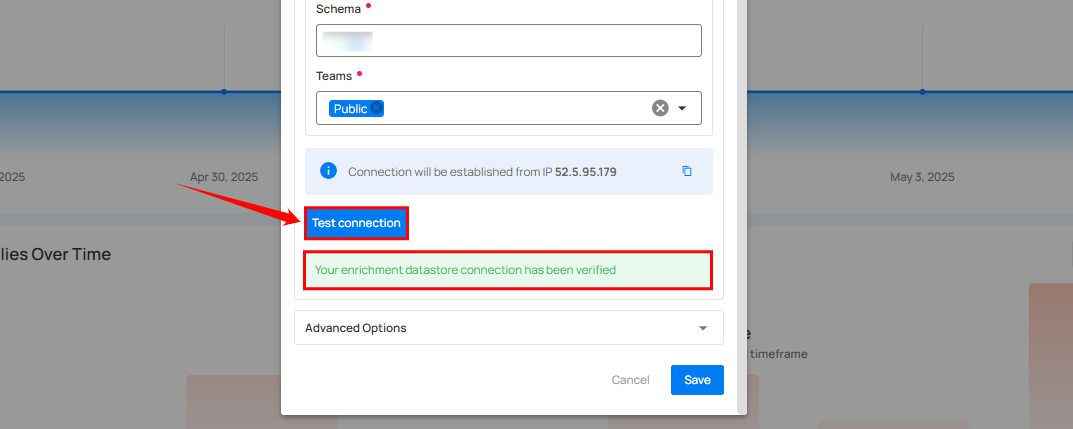 Schema
Teams
Public
Connection will be established from IP 52.5.95.179
2025
Apr 30, 2025
May 3, 2025
Test connection
lies Over Time
Your enrichment datastore connection has been verified
Advanced Options
timeframe
Cancel
Save